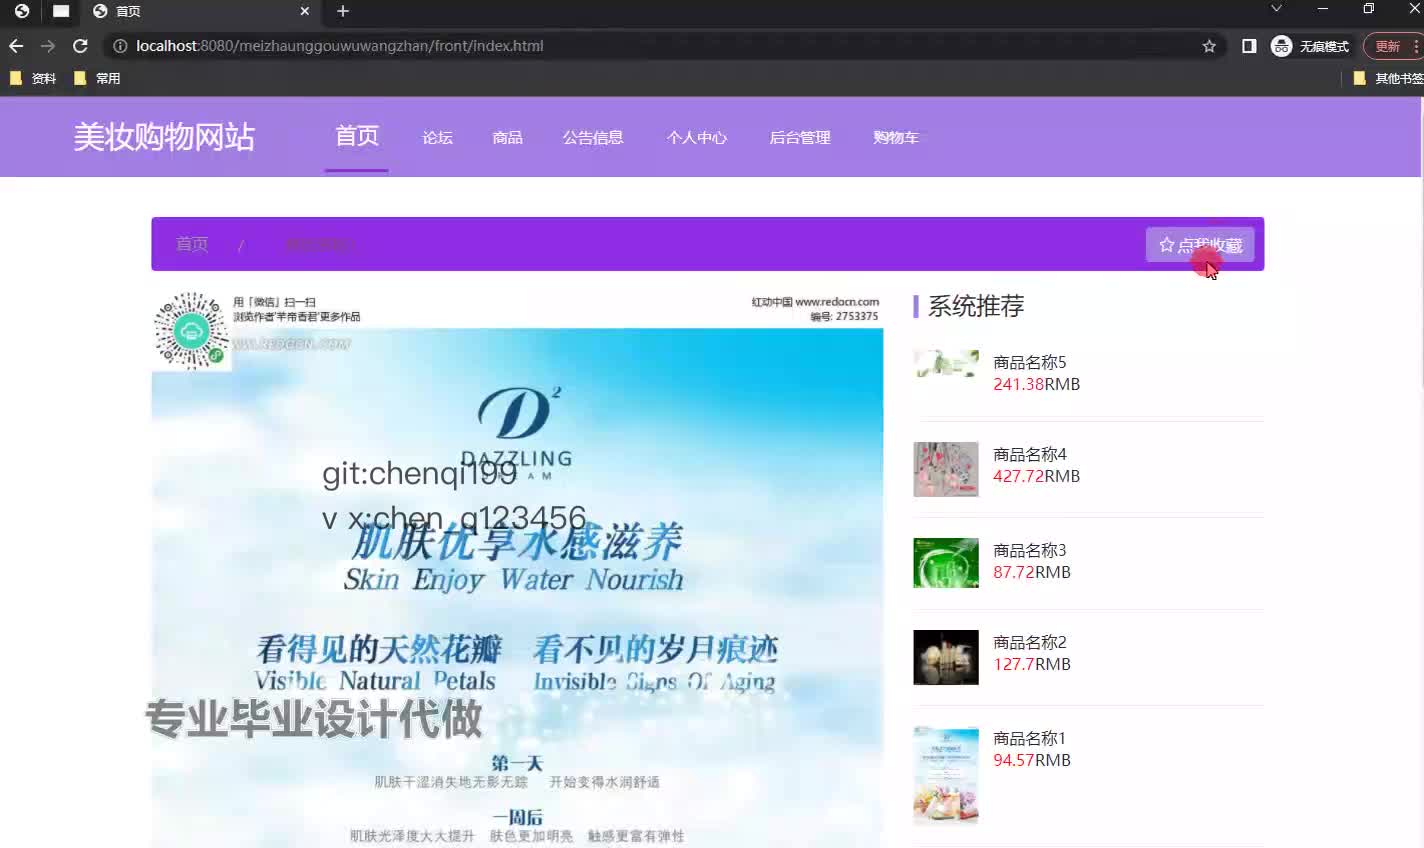 首页
localhost:8080/meizhaunggouwuwangzhan/front/index.html
无痕模式
更新
资料
常用
其他书签
美妆购物网站
首页
论坛
商品
公告信息
个人中心
后台管理
购物车
首页 /
点我收藏
用「微信」扫一扫
浏览作者'芊帝香君'更多作品
红动中国 www.redocn.com
编号: 2753375
WWW.REDOCN.COM
D2
DAZZLING
git:chenqi199
v x:chen_q123456
肌肤优享水感滋养
Skin Enjoy Water Nourish
看得见的天然花瓣 看不见的岁月痕迹
Visible Natural Petals Invisible Signs Of Aging
专业毕业设计代做
第一天
肌肤干涩消失地无影无踪 开始变得水润舒适
一周后
肌肤光泽度大大提升 肤色更加明亮 触感更富有弹性
系统推荐
商品名称5
241.38RMB
商品名称4
427.72RMB
商品名称3
87.72RMB
商品名称2
127.7RMB
商品名称1
94.57RMB